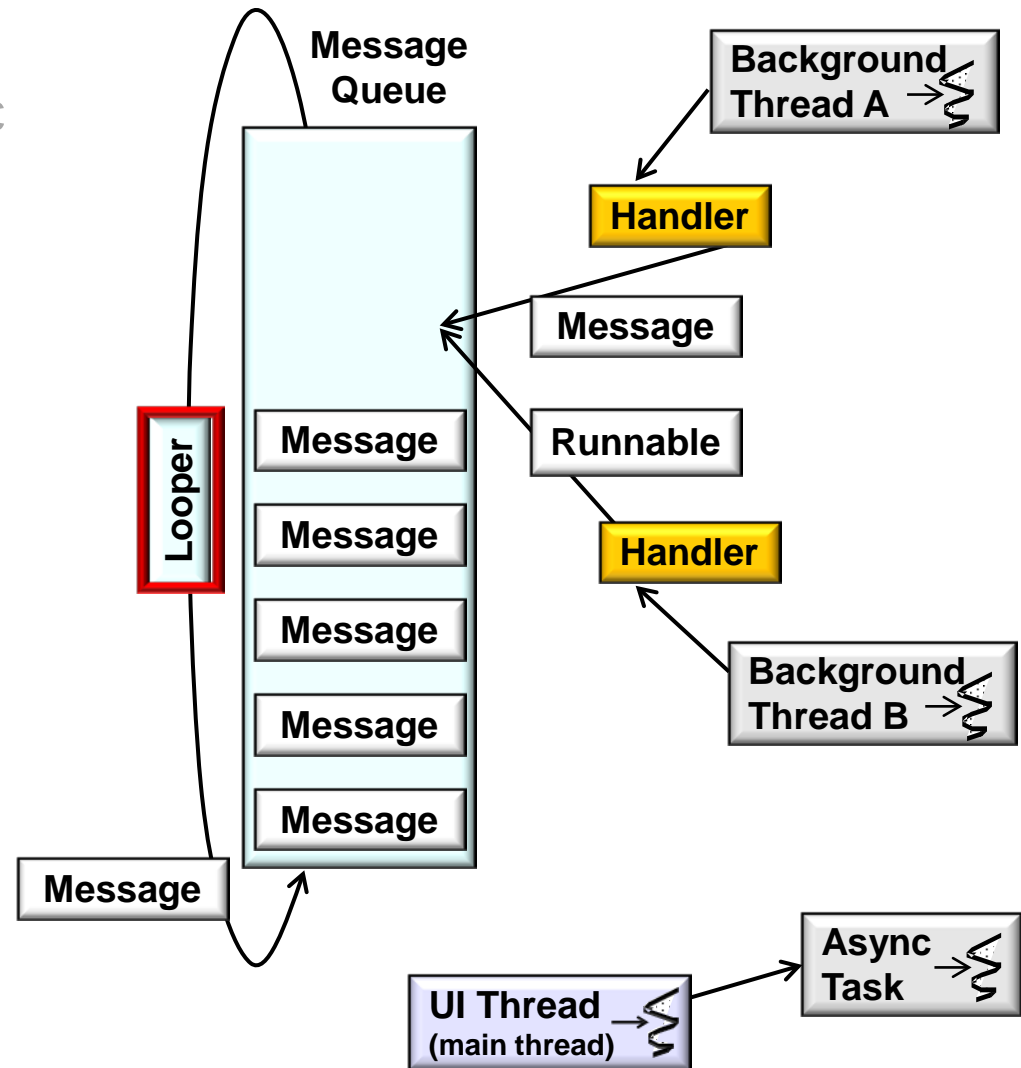 Message
Queue
Background
Thread A
Handler
Message
Looper
Message
Runnable
Message
Handler
Message
Background
Thread B
Message
Message
Message
Async
Task
UI Thread
(main thread)